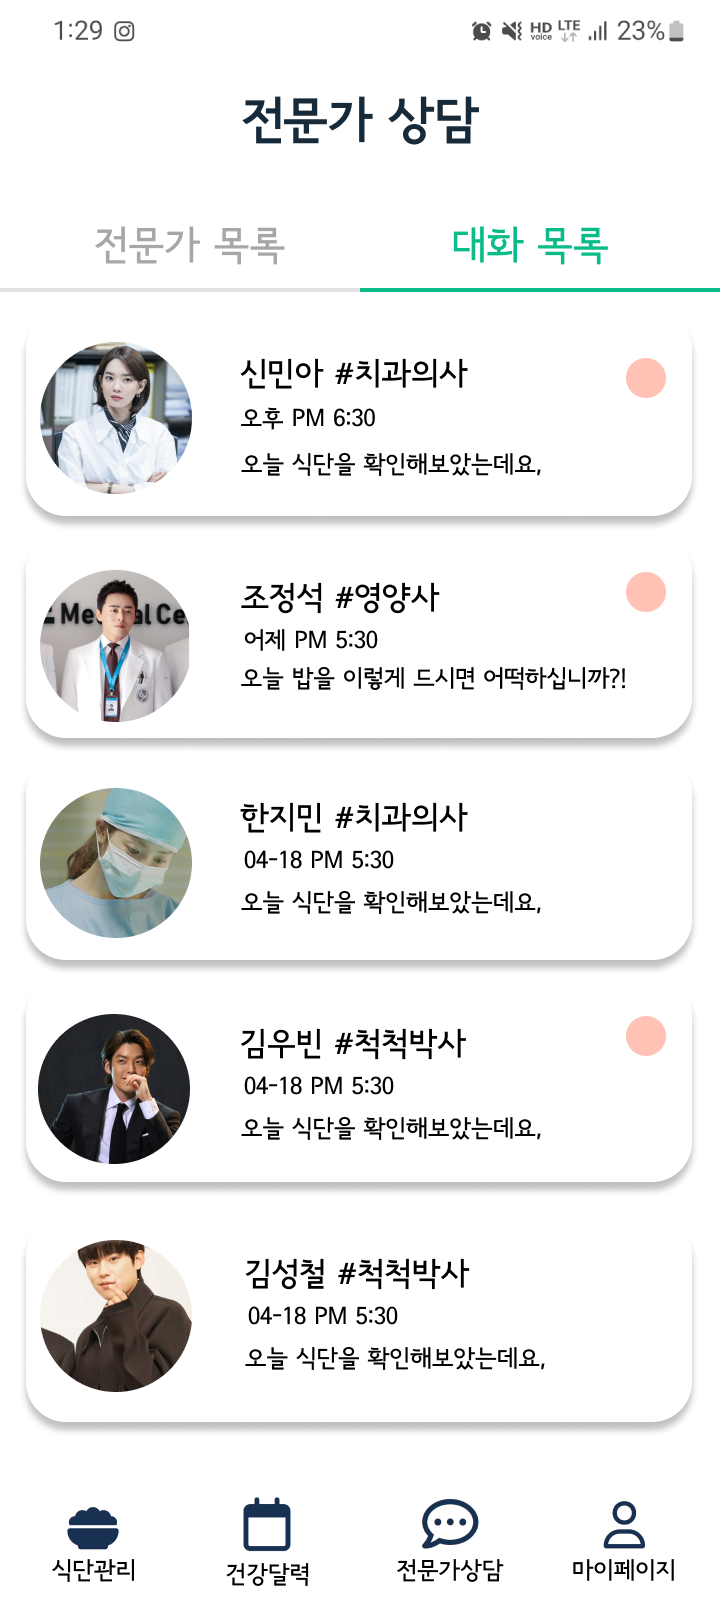 1:29 HD voice LTE 23%
전문가 상담
전문가 목록 대화 목록
신민아 #치과의사
오후 PM 6:30
오늘 식단을 확인해보았는데요,
조정석 #영양사
어제 PM 5:30
오늘 밥을 이렇게 드시면 어떡하십니까?!
한지민 #치과의사
04-18 PM 5:30
오늘 식단을 확인해보았는데요,
김우빈 #척척박사
04-18 PM 5:30
오늘 식단을 확인해보았는데요,
김성철 #척척박사
04-18 PM 5:30
오늘 식단을 확인해보았는데요,
식단관리 건강달력 전문가상담 마이페이지